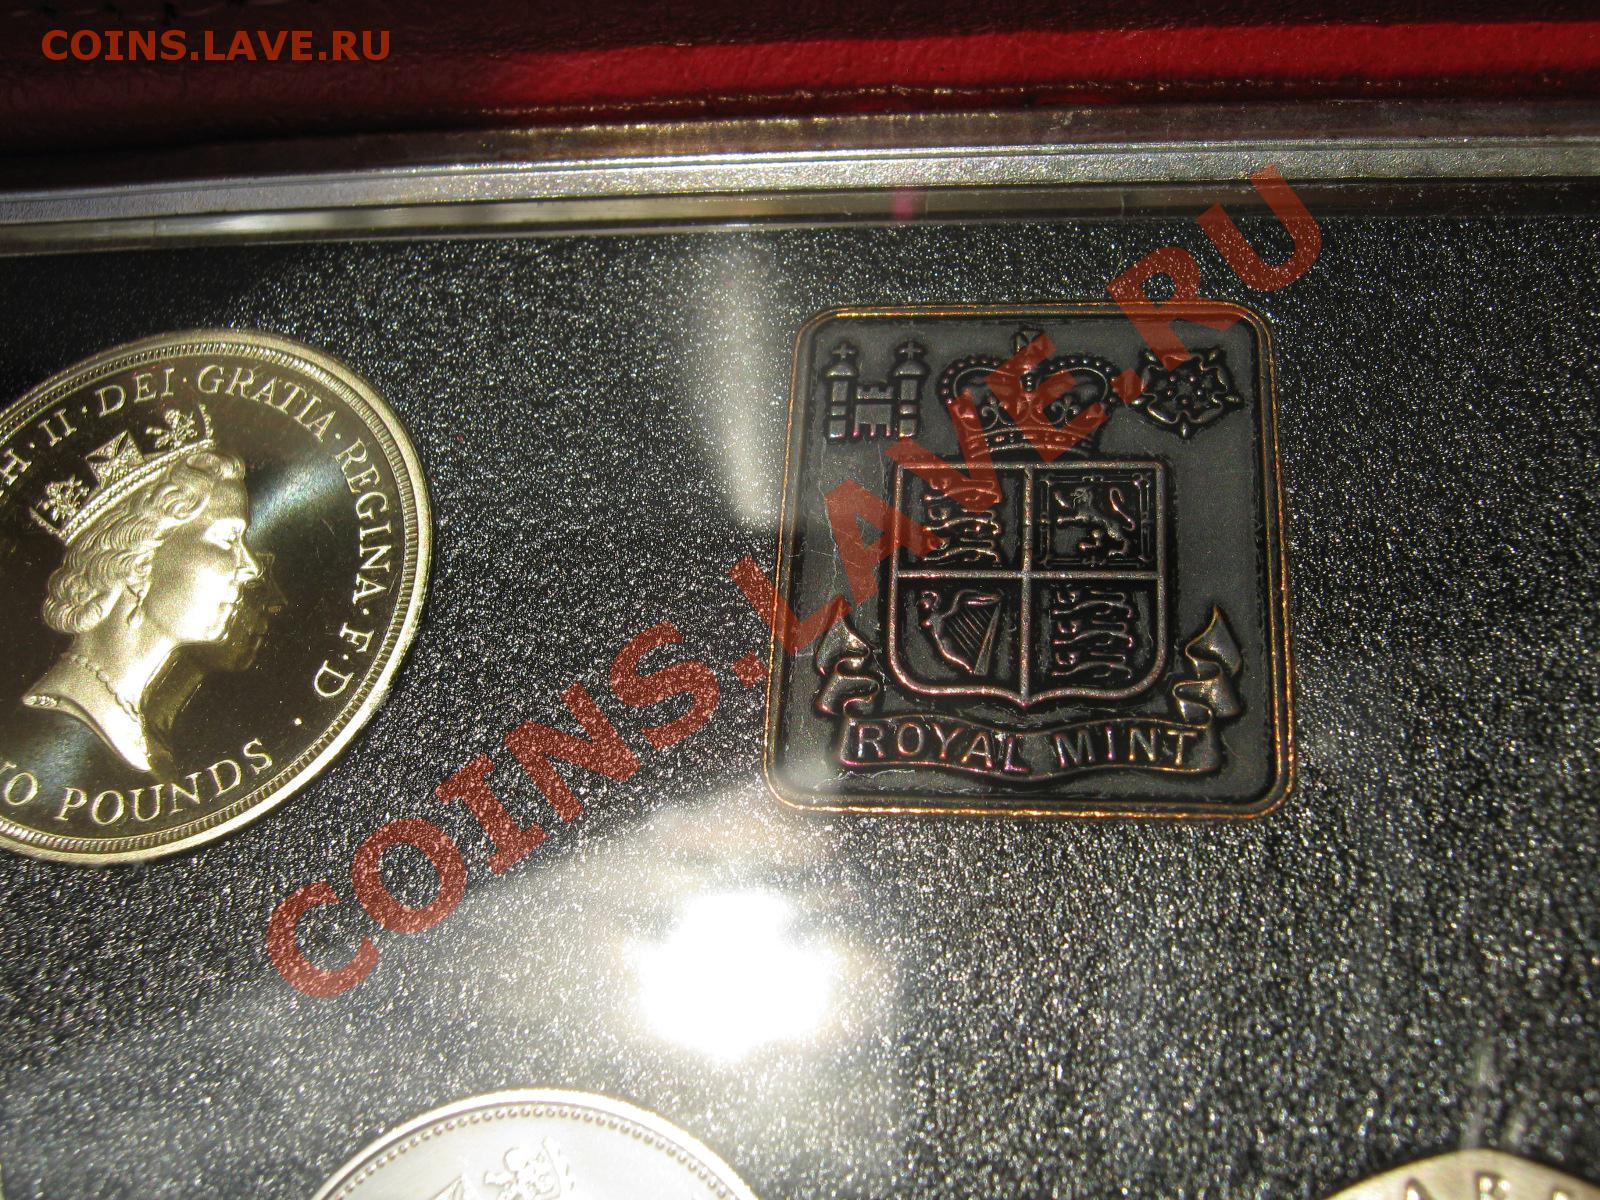 COINS.LAVE.RU
H · II · DEI · GRATIA · REGINA · F · D
POUNDS
ROYAL MINT
COINS.LAVE.RU